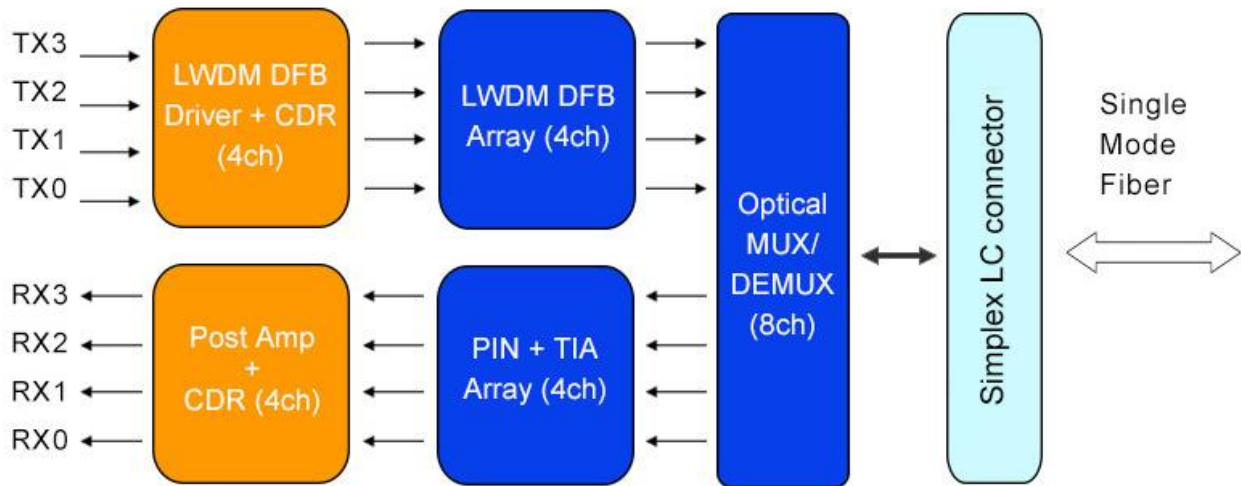 TX3
TX2
TX1
TX0
LWDM DFB
Driver + CDR
(4ch)
LWDM DFB
Array (4ch)
RX3
RX2
RX1
RX0
Post Amp
+
CDR (4ch)
PIN + TIA
Array (4ch)
Optical
MUX/
DEMUX
(8ch)
Simplex LC connector
Single
Mode
Fiber